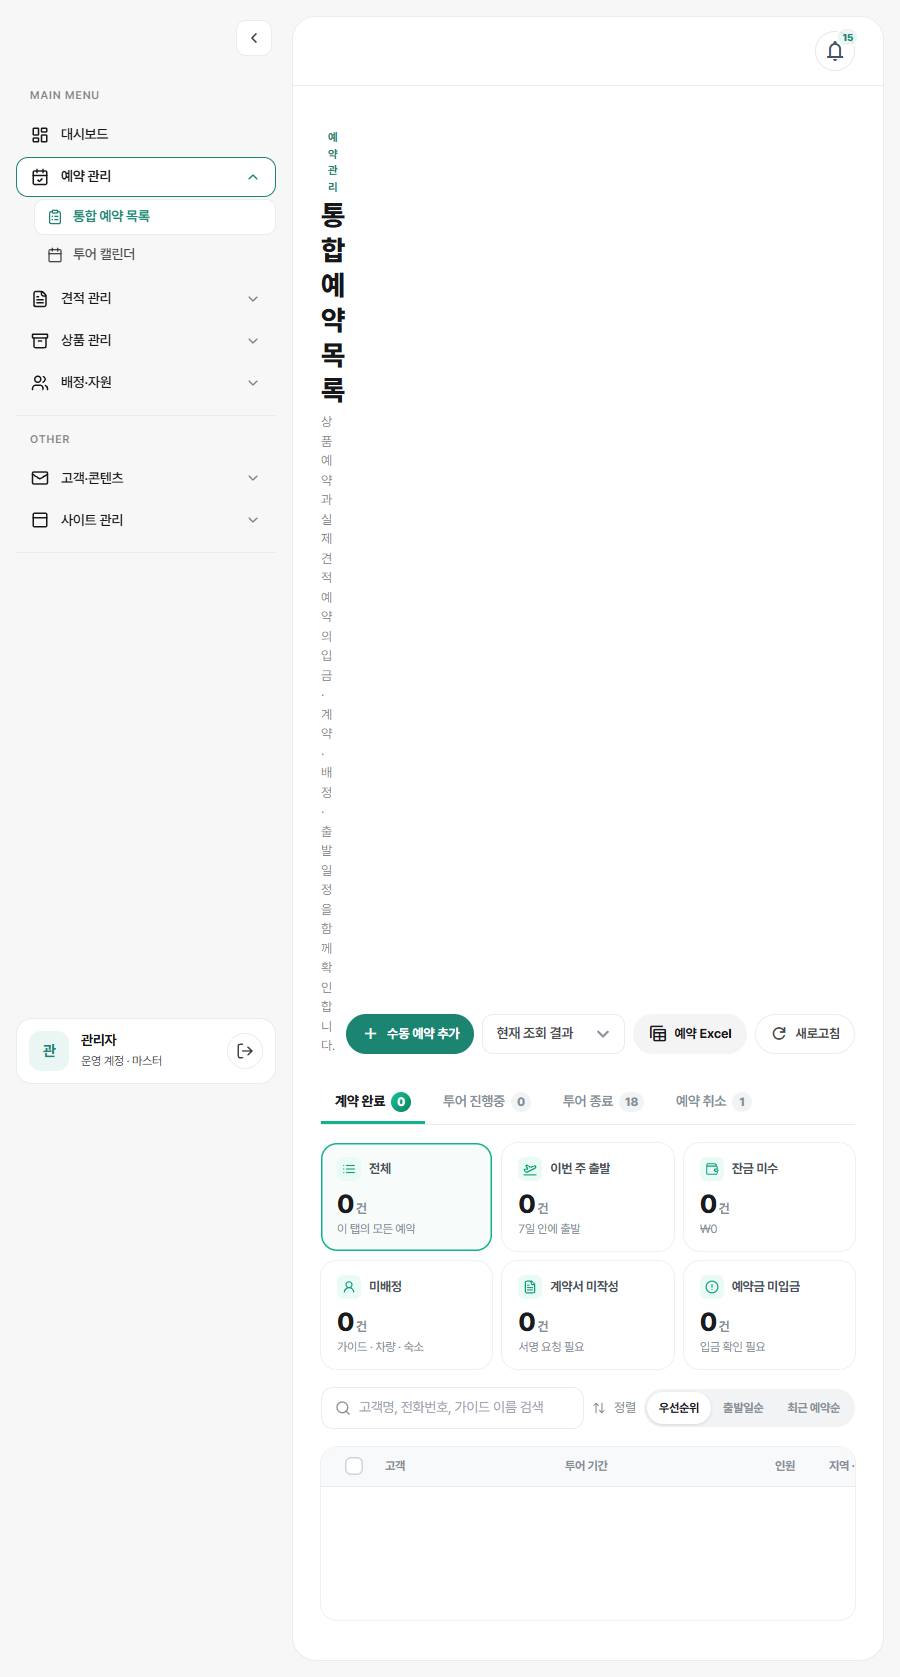 15
MAIN MENU
대시보드
예약 관리
통합 예약 목록
투어 캘린더
견적 관리
상품 관리
배정·자원
OTHER
고객·콘텐츠
사이트 관리
관
관리자
운영 계정 · 마스터
예
약
관
리
통
합
예
약
목
록
상
품
예
약
과
실
제
견
적
예
약
의
입
금
·
계
약
·
배
정
·
출
발
일
정
을
함
께
확
인
합
니
다.
수동 예약 추가
현재 조회 결과
예약 Excel
새로고침
계약 완료 0
투어 진행중 0
투어 종료 18
예약 취소 1
전체
0건
이 탭의 모든 예약
이번 주 출발
0건
7일 안에 출발
잔금 미수
0건
₩0
미배정
0건
가이드 · 차량 · 숙소
계약서 미작성
0건
서명 요청 필요
예약금 미입금
0건
입금 확인 필요
고객명, 전화번호, 가이드 이름 검색
정렬
우선순위
출발일순
최근 예약순
고객
투어 기간
인원
지역 ·